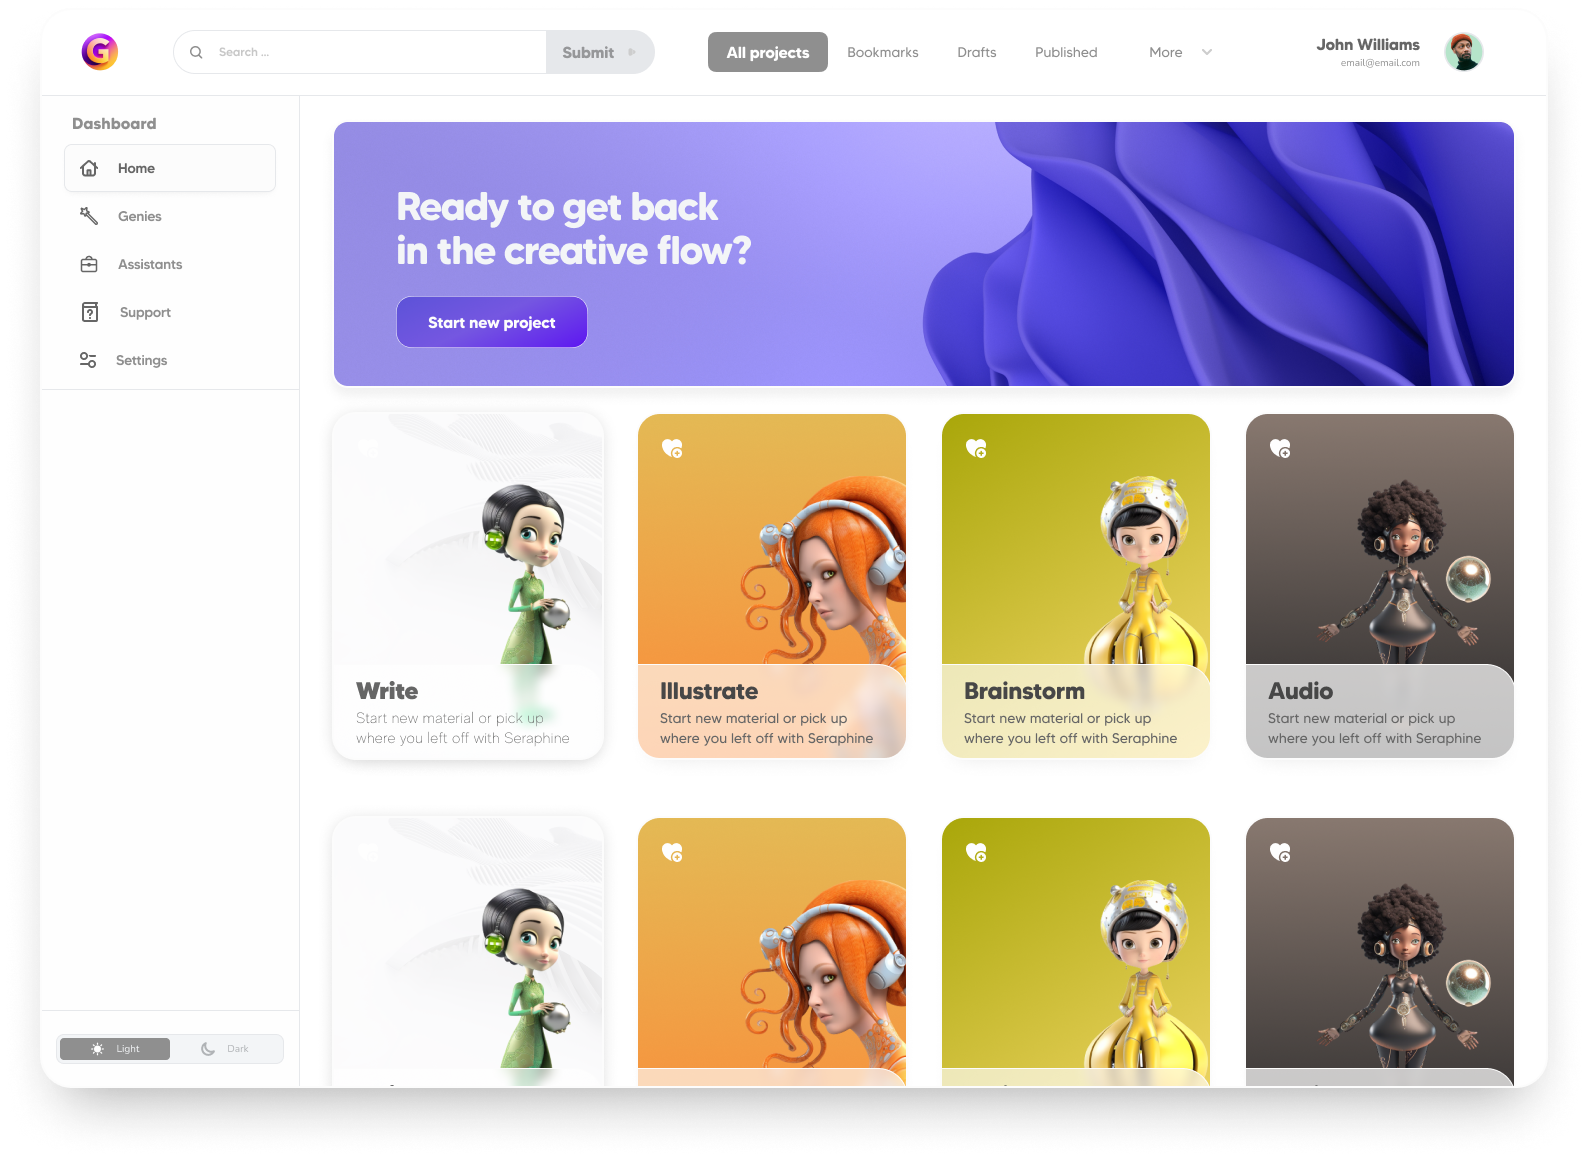 G
Search ...
Submit
All projects
Bookmarks
Drafts
Published
More
John Williams
email@email.com
Dashboard
Home
Genies
Assistants
Support
Settings
Ready to get back
in the creative flow?
Start new project
Write
Start new material or pick up
where you left off with Seraphine
Illustrate
Start new material or pick up
where you left off with Seraphine
Brainstorm
Start new material or pick up
where you left off with Seraphine
Audio
Start new material or pick up
where you left off with Seraphine
Light
Dark